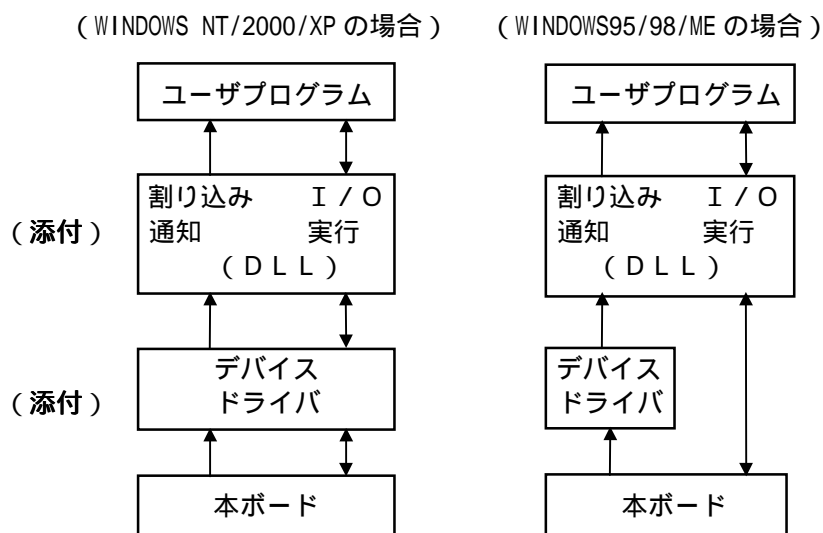 （WINDOWS NT/2000/XP の場合）
ユーザプログラム
割り込み　Ｉ／Ｏ
通知　実行
（ＤＬＬ）
（添付）
デバイス
ドライバ
（添付）
本ボード
（WINDOWS95/98/ME の場合）
ユーザプログラム
割り込み　Ｉ／Ｏ
通知　実行
（ＤＬＬ）
デバイス
ドライバ
本ボード